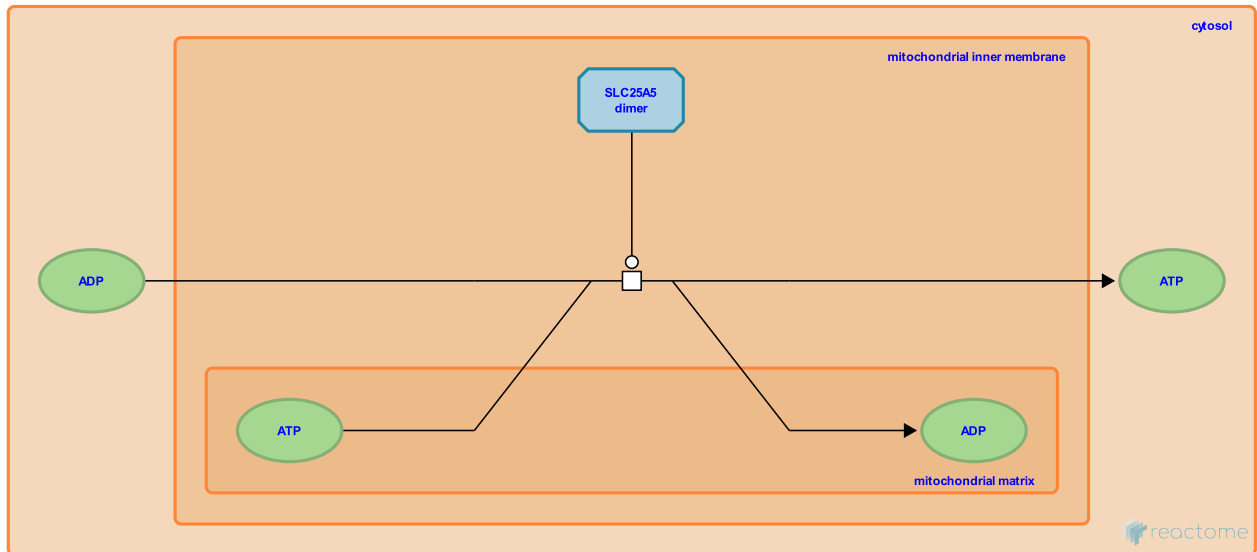 cytosol
mitochondrial inner membrane
SLC25A5
dimer
ADP
ATP
ATP
ADP
mitochondrial matrix
reactome